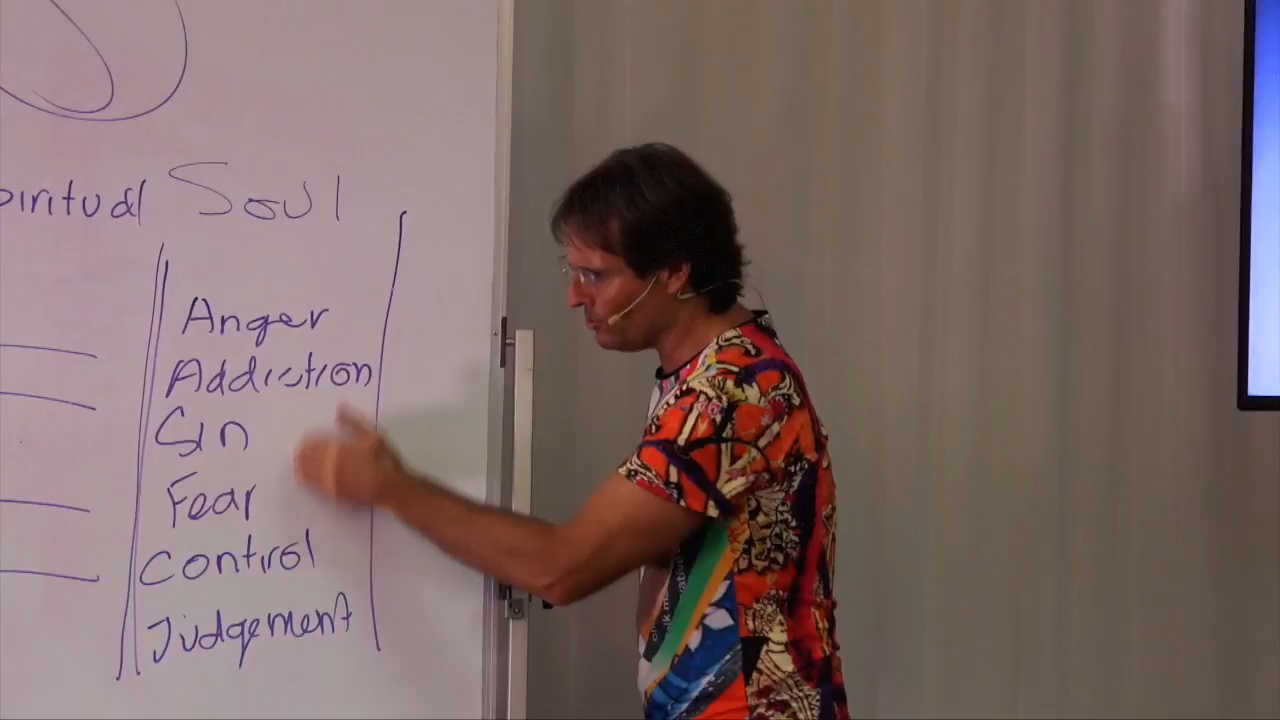 piritual Soul
Anger
Addiction
Sin
Fear
Control
Judgement